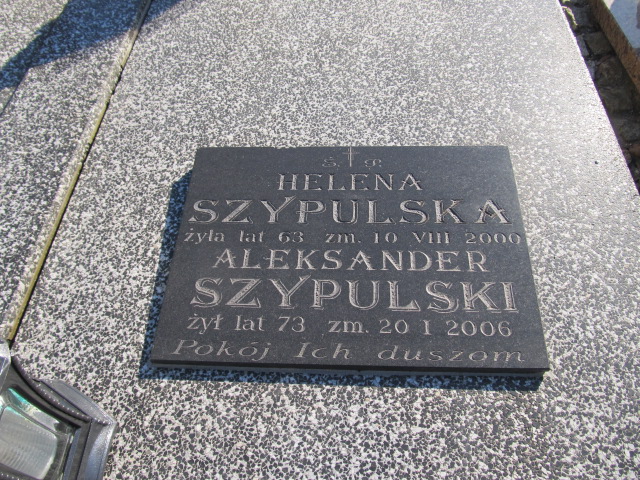 Ś P
HELENA
SZYPULSKA
żyła lat 63 zm. 10 VIII 2000
ALEKSANDER
SZYPULSKI
żył lat 73 zm. 20 I 2006
Pokój Ich duszom